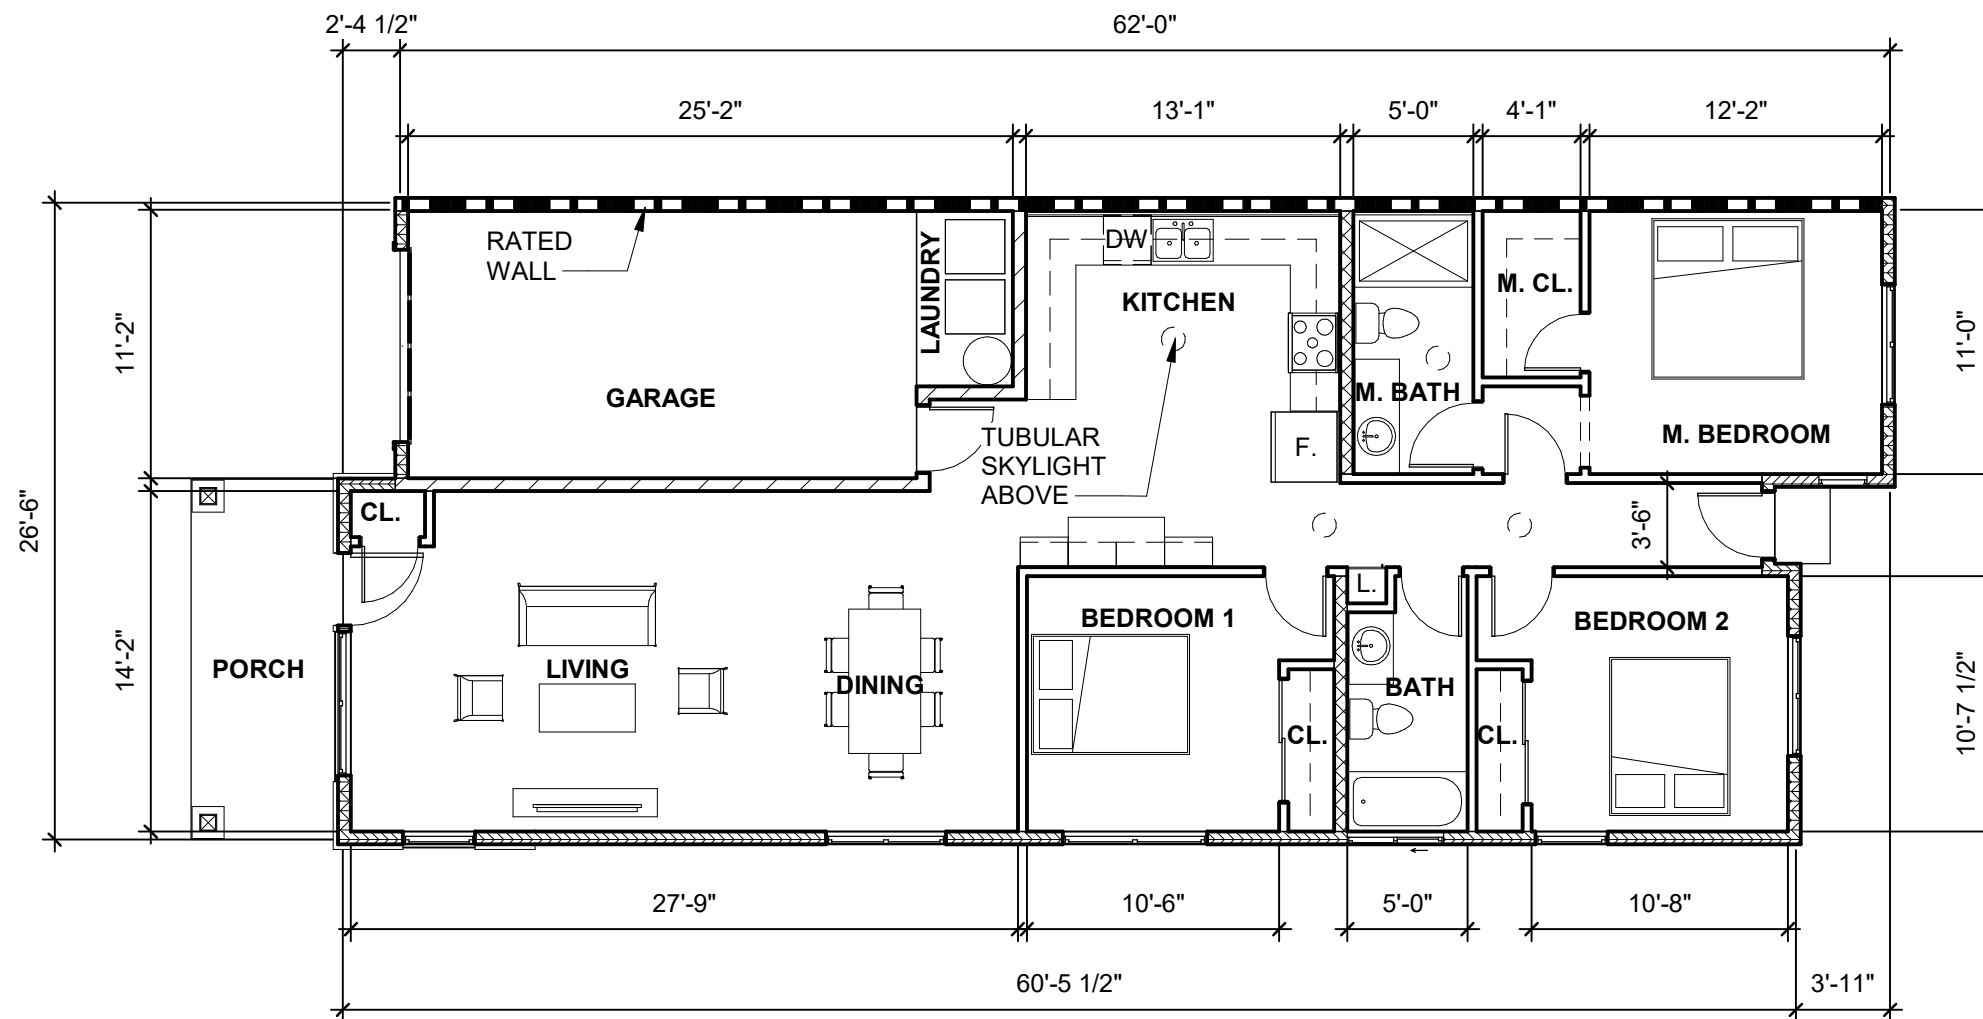 2'-4 1/2"
62'-0"
25'-2"
13'-1"
5'-0"
4'-1"
12'-2"
RATED
WALL
LAUNDRY
DW
KITCHEN
M. CL.
11'-2"
11'-0"
GARAGE
M. BATH
M. BEDROOM
TUBULAR
SKYLIGHT
ABOVE
F.
26'-6"
CL.
3'-6"
L.
BEDROOM 1
BEDROOM 2
14'-2"
PORCH
LIVING
DINING
BATH
10'-7 1/2"
CL.
CL.
27'-9"
10'-6"
5'-0"
10'-8"
60'-5 1/2"
3'-11"